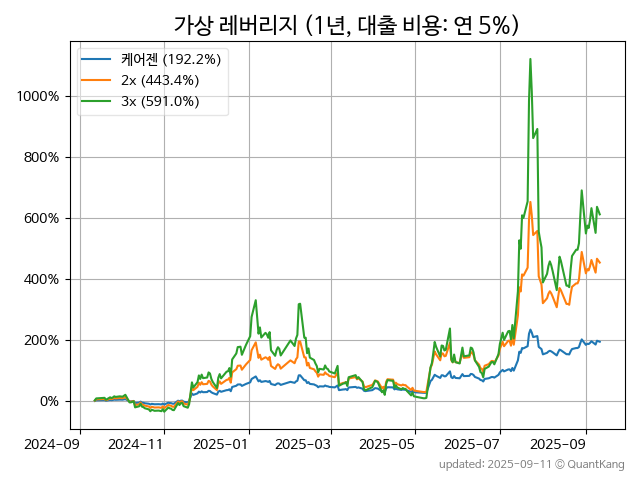 가상 레버리지 (1년, 대출 비용: 연 5%)
케어젠 (192.2%)
2x (443.4%)
3x (591.0%)
1000%
800%
600%
400%
200%
0%
2024-09 2024-11 2025-01 2025-03 2025-05 2025-07 2025-09
updated: 2025-09-11 © QuantKang